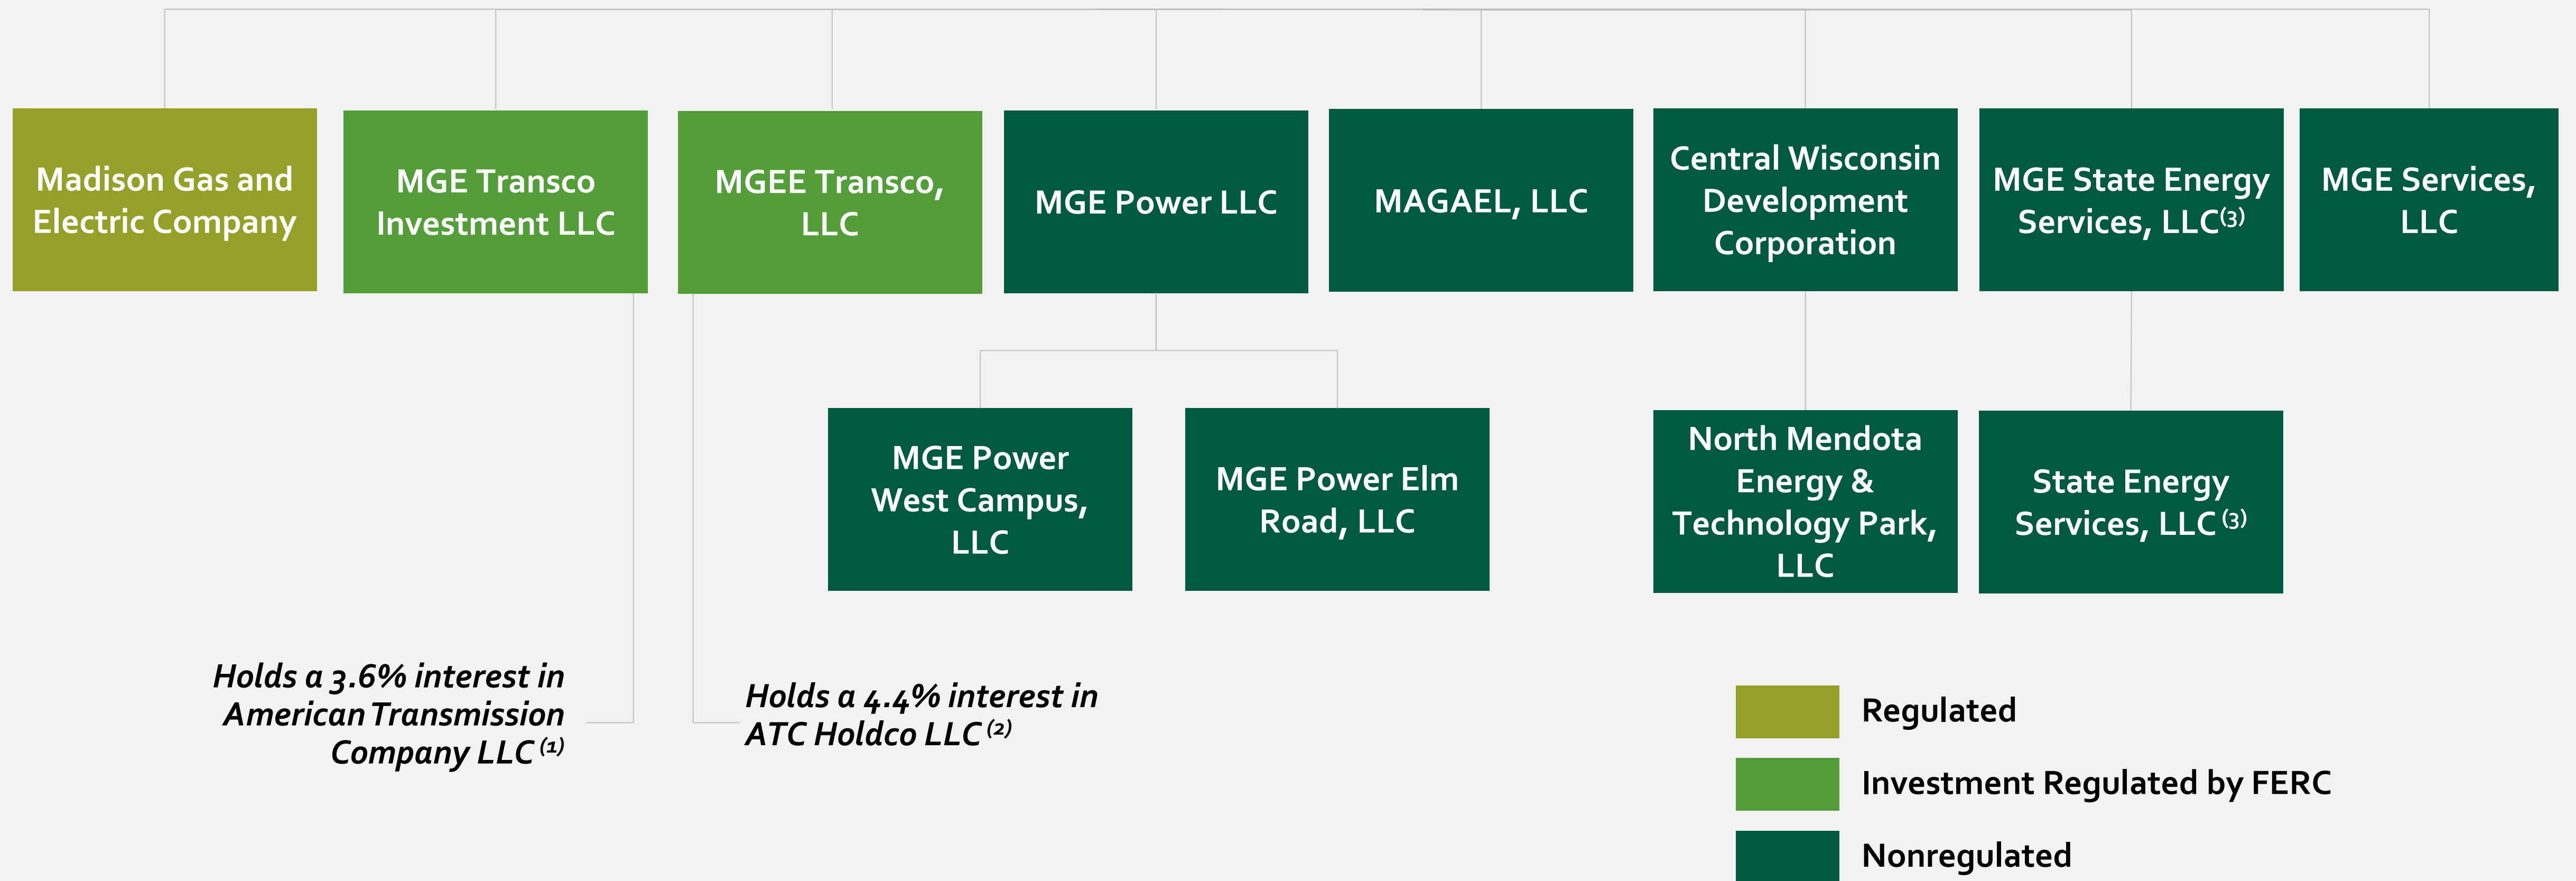 Madison Gas and
Electric Company
MGE Transco
Investment LLC
MGEE Transco,
LLC
MGE Power LLC
MAGAEL, LLC
Central Wisconsin
Development
Corporation
MGE State Energy
Services, LLC(3)
MGE Services,
LLC
MGE Power
West Campus,
LLC
MGE Power Elm
Road, LLC
North Mendota
Energy &
Technology Park,
LLC
State Energy
Services, LLC (3)
Holds a 3.6% interest in
American Transmission
Company LLC (1)
Holds a 4.4% interest in
ATC Holdco LLC (2)
Regulated
Investment Regulated by FERC
Nonregulated